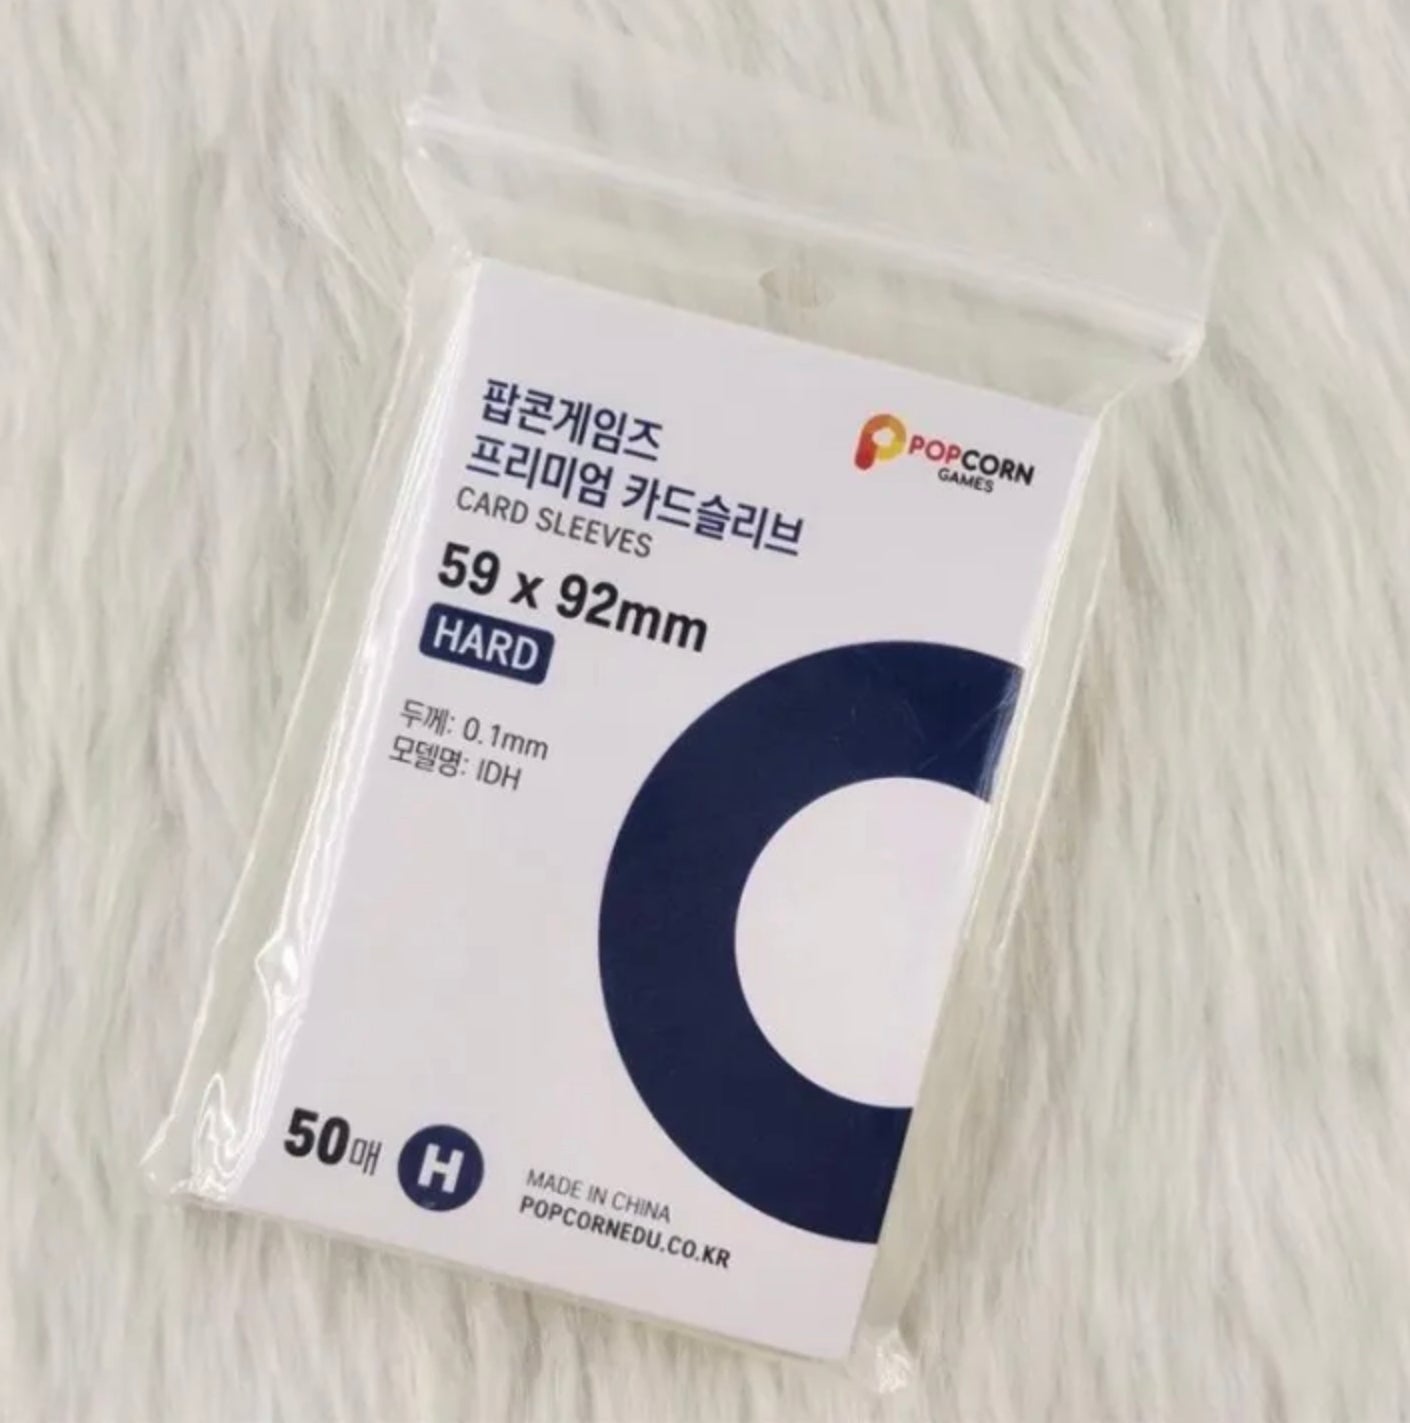 팝콘게임즈
프리미엄 카드슬리브
CARD SLEEVES
59 x 92mm
HARD
두께: 0.1mm
모델명: IDH
POPCORN
GAMES
50매
H
MADE IN CHINA
POPCORNEDU.CO.KR